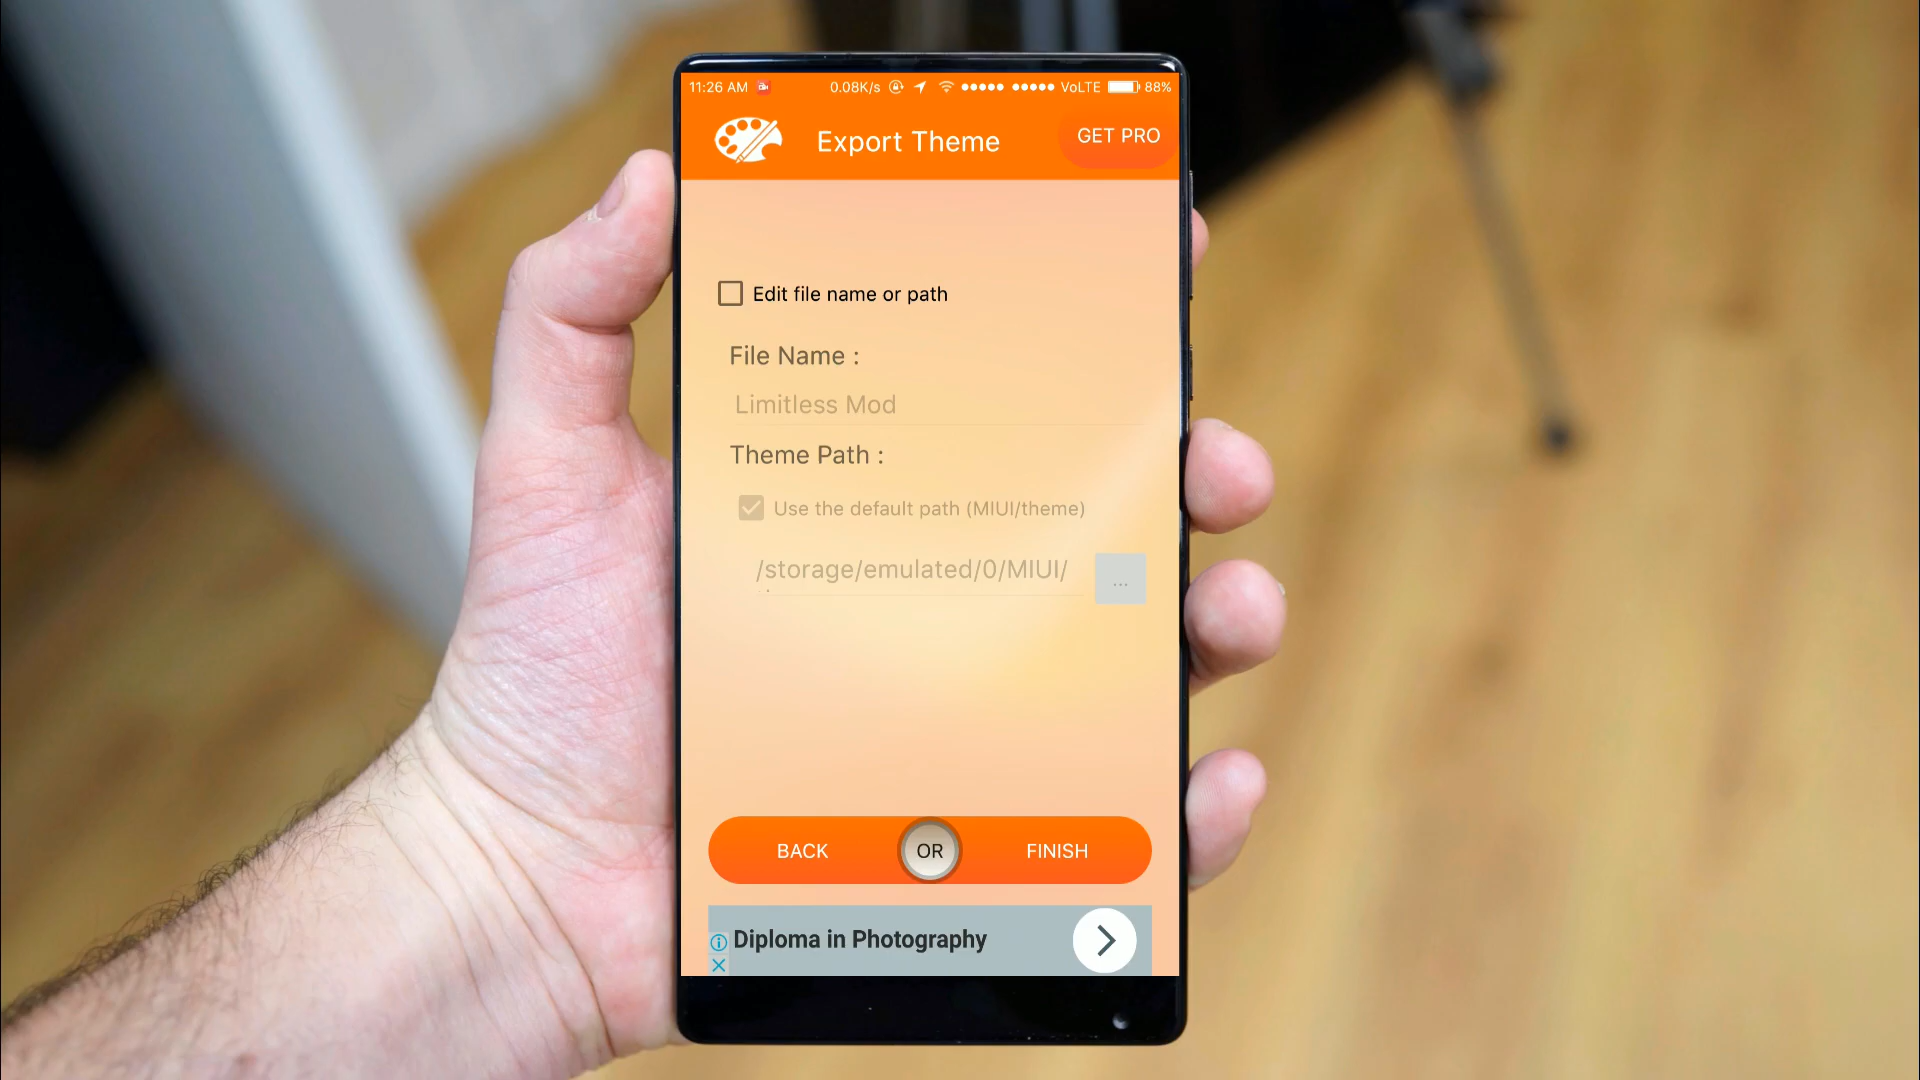 11:26 AM 0.08K/s VoLTE 88%
Export Theme
GET PRO
Edit file name or path
File Name :
Limitless Mod
Theme Path :
Use the default path (MIUI/theme)
/storage/emulated/0/MIUI/
...
BACK OR FINISH
Diploma in Photography